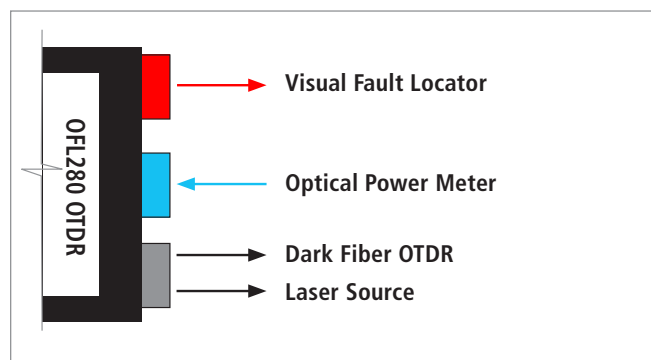 OFL280 OTDR
Visual Fault Locator
Optical Power Meter
Dark Fiber OTDR
Laser Source